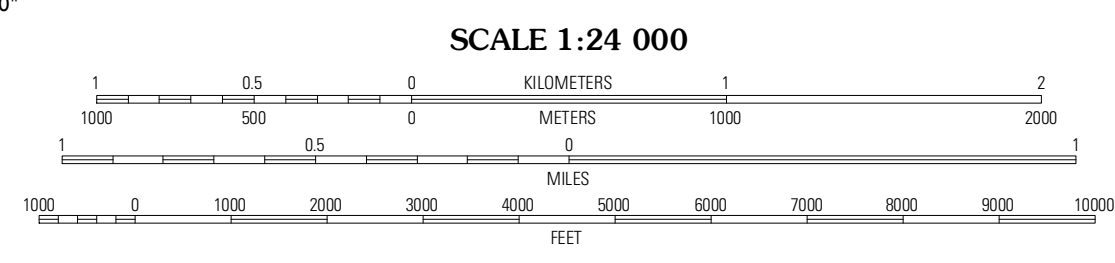 0"
SCALE 1:24 000
1 0.5 0 KILOMETERS 1 2
1000 500 0 METERS 1000 2000
1 0.5 0 1
MILES
1000 0 1000 2000 3000 4000 5000 6000 7000 8000 9000 10000
FEET